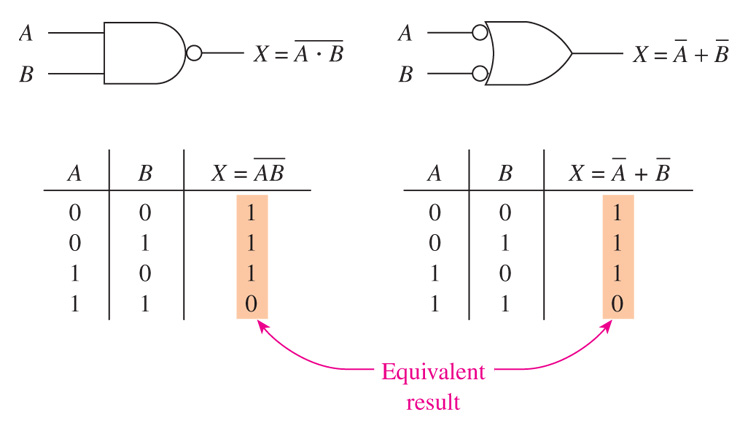 A
B
X = \overline{A · B}
A
B
X = \overline{A} + \overline{B}
A B X = \overline{AB}
0 0 1
0 1 1
1 0 1
1 1 0
A B X = \overline{A} + \overline{B}
0 0 1
0 1 1
1 0 1
1 1 0
Equivalent
result